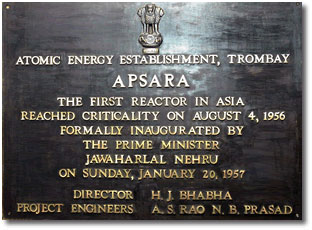 ATOMIC ENERGY ESTABLISHMENT, TROMBAY
APSARA
THE FIRST REACTOR IN ASIA
REACHED CRITICALITY ON AUGUST 4, 1956
FORMALLY INAUGURATED BY
THE PRIME MINISTER
JAWAHARLAL NEHRU
ON SUNDAY, JANUARY 20, 1957
DIRECTOR H. J. BHABHA
PROJECT ENGINEERS A. S. RAO N. B. PRASAD